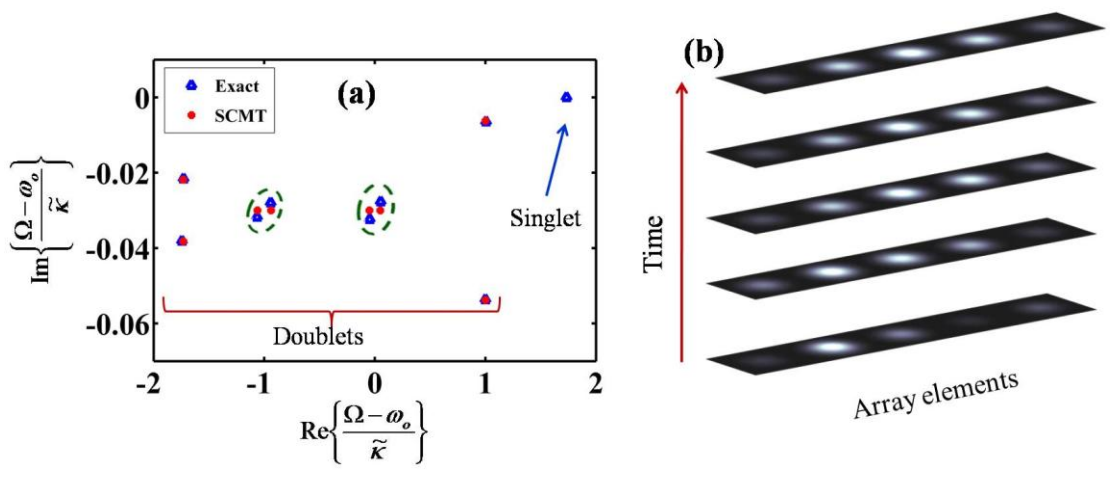 (a)
Exact
SCMT
0
-0.02
-0.04
-0.06
-2
-1
0
1
2
Im{(Ω−ω_o)/κ̃}
Re{(Ω−ω_o)/κ̃}
Singlet
Doublets
(b)
Time
Array elements